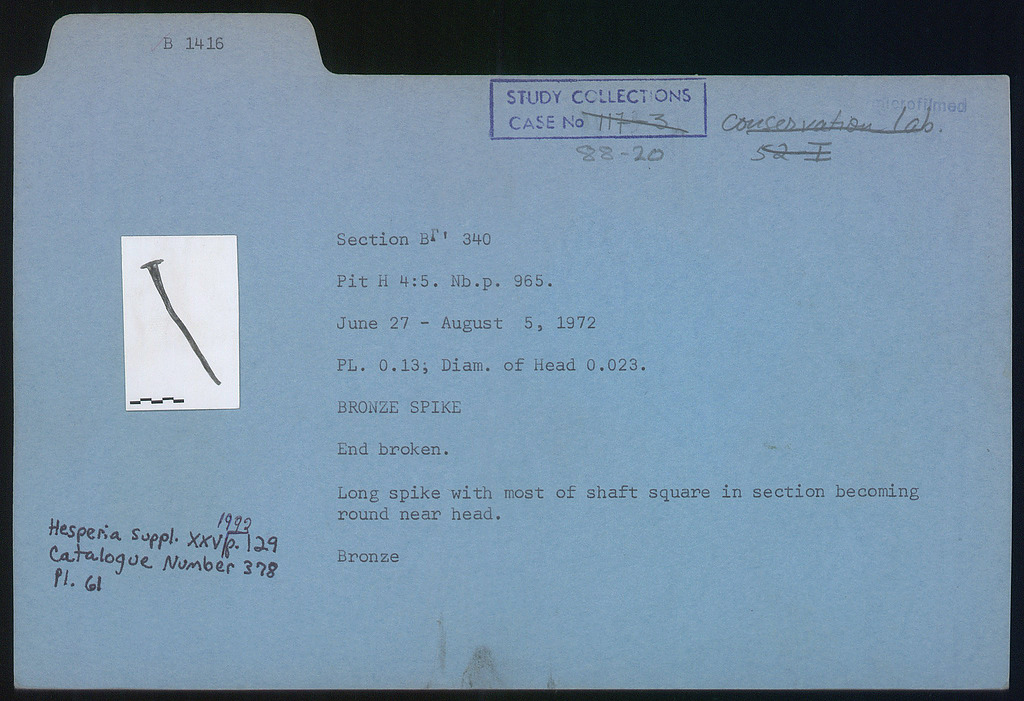 B 1416
STUDY COLLECTIONS
CASE No 117-3
88-20
microfilmed
Conservation lab.
52-I
Section ΒΓ' 340
Pit H 4:5. Nb.p. 965.
June 27 - August 5, 1972
PL. 0.13; Diam. of Head 0.023.
BRONZE SPIKE
End broken.
Long spike with most of shaft square in section becoming
round near head.
Bronze
1992
Hesperia Suppl. XXV p. 129
Catalogue Number 378
Pl. 61